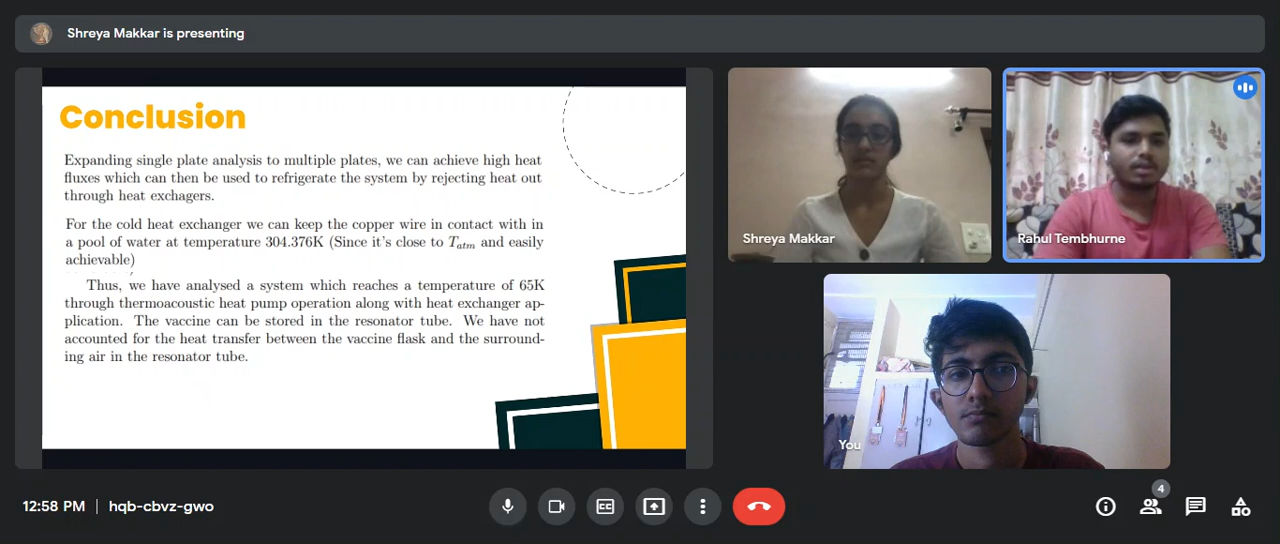 Shreya Makkar is presenting
Conclusion
Expanding single plate analysis to multiple plates, we can achieve high heat
fluxes which can then be used to refrigerate the system by rejecting heat out
through heat exchagers.
For the cold heat exchanger we can keep the copper wire in contact with in
a pool of water at temperature 304.376K (Since it's close to T_atm and easily
achievable)
Thus, we have analysed a system which reaches a temperature of 65K
through thermoacoustic heat pump operation along with heat exchanger ap-
plication. The vaccine can be stored in the resonator tube. We have not
accounted for the heat transfer between the vaccine flask and the surround-
ing air in the resonator tube.
Shreya Makkar
Rahul Tembhurne
You
12:58 PM | hqb-cbvz-gwo
CC
4